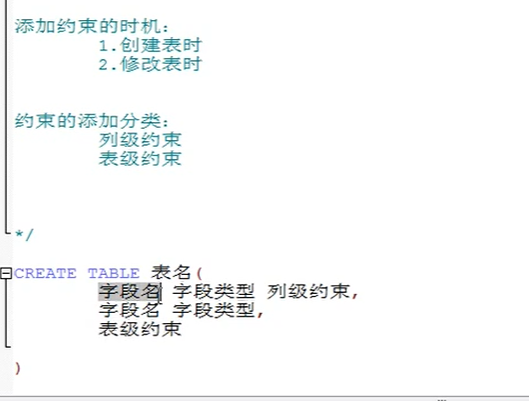 添加约束的时机：
1.创建表时
2.修改表时
约束的添加分类：
列级约束
表级约束
*/
CREATE TABLE 表名(
字段名 字段类型 列级约束,
字段名 字段类型,
表级约束
)